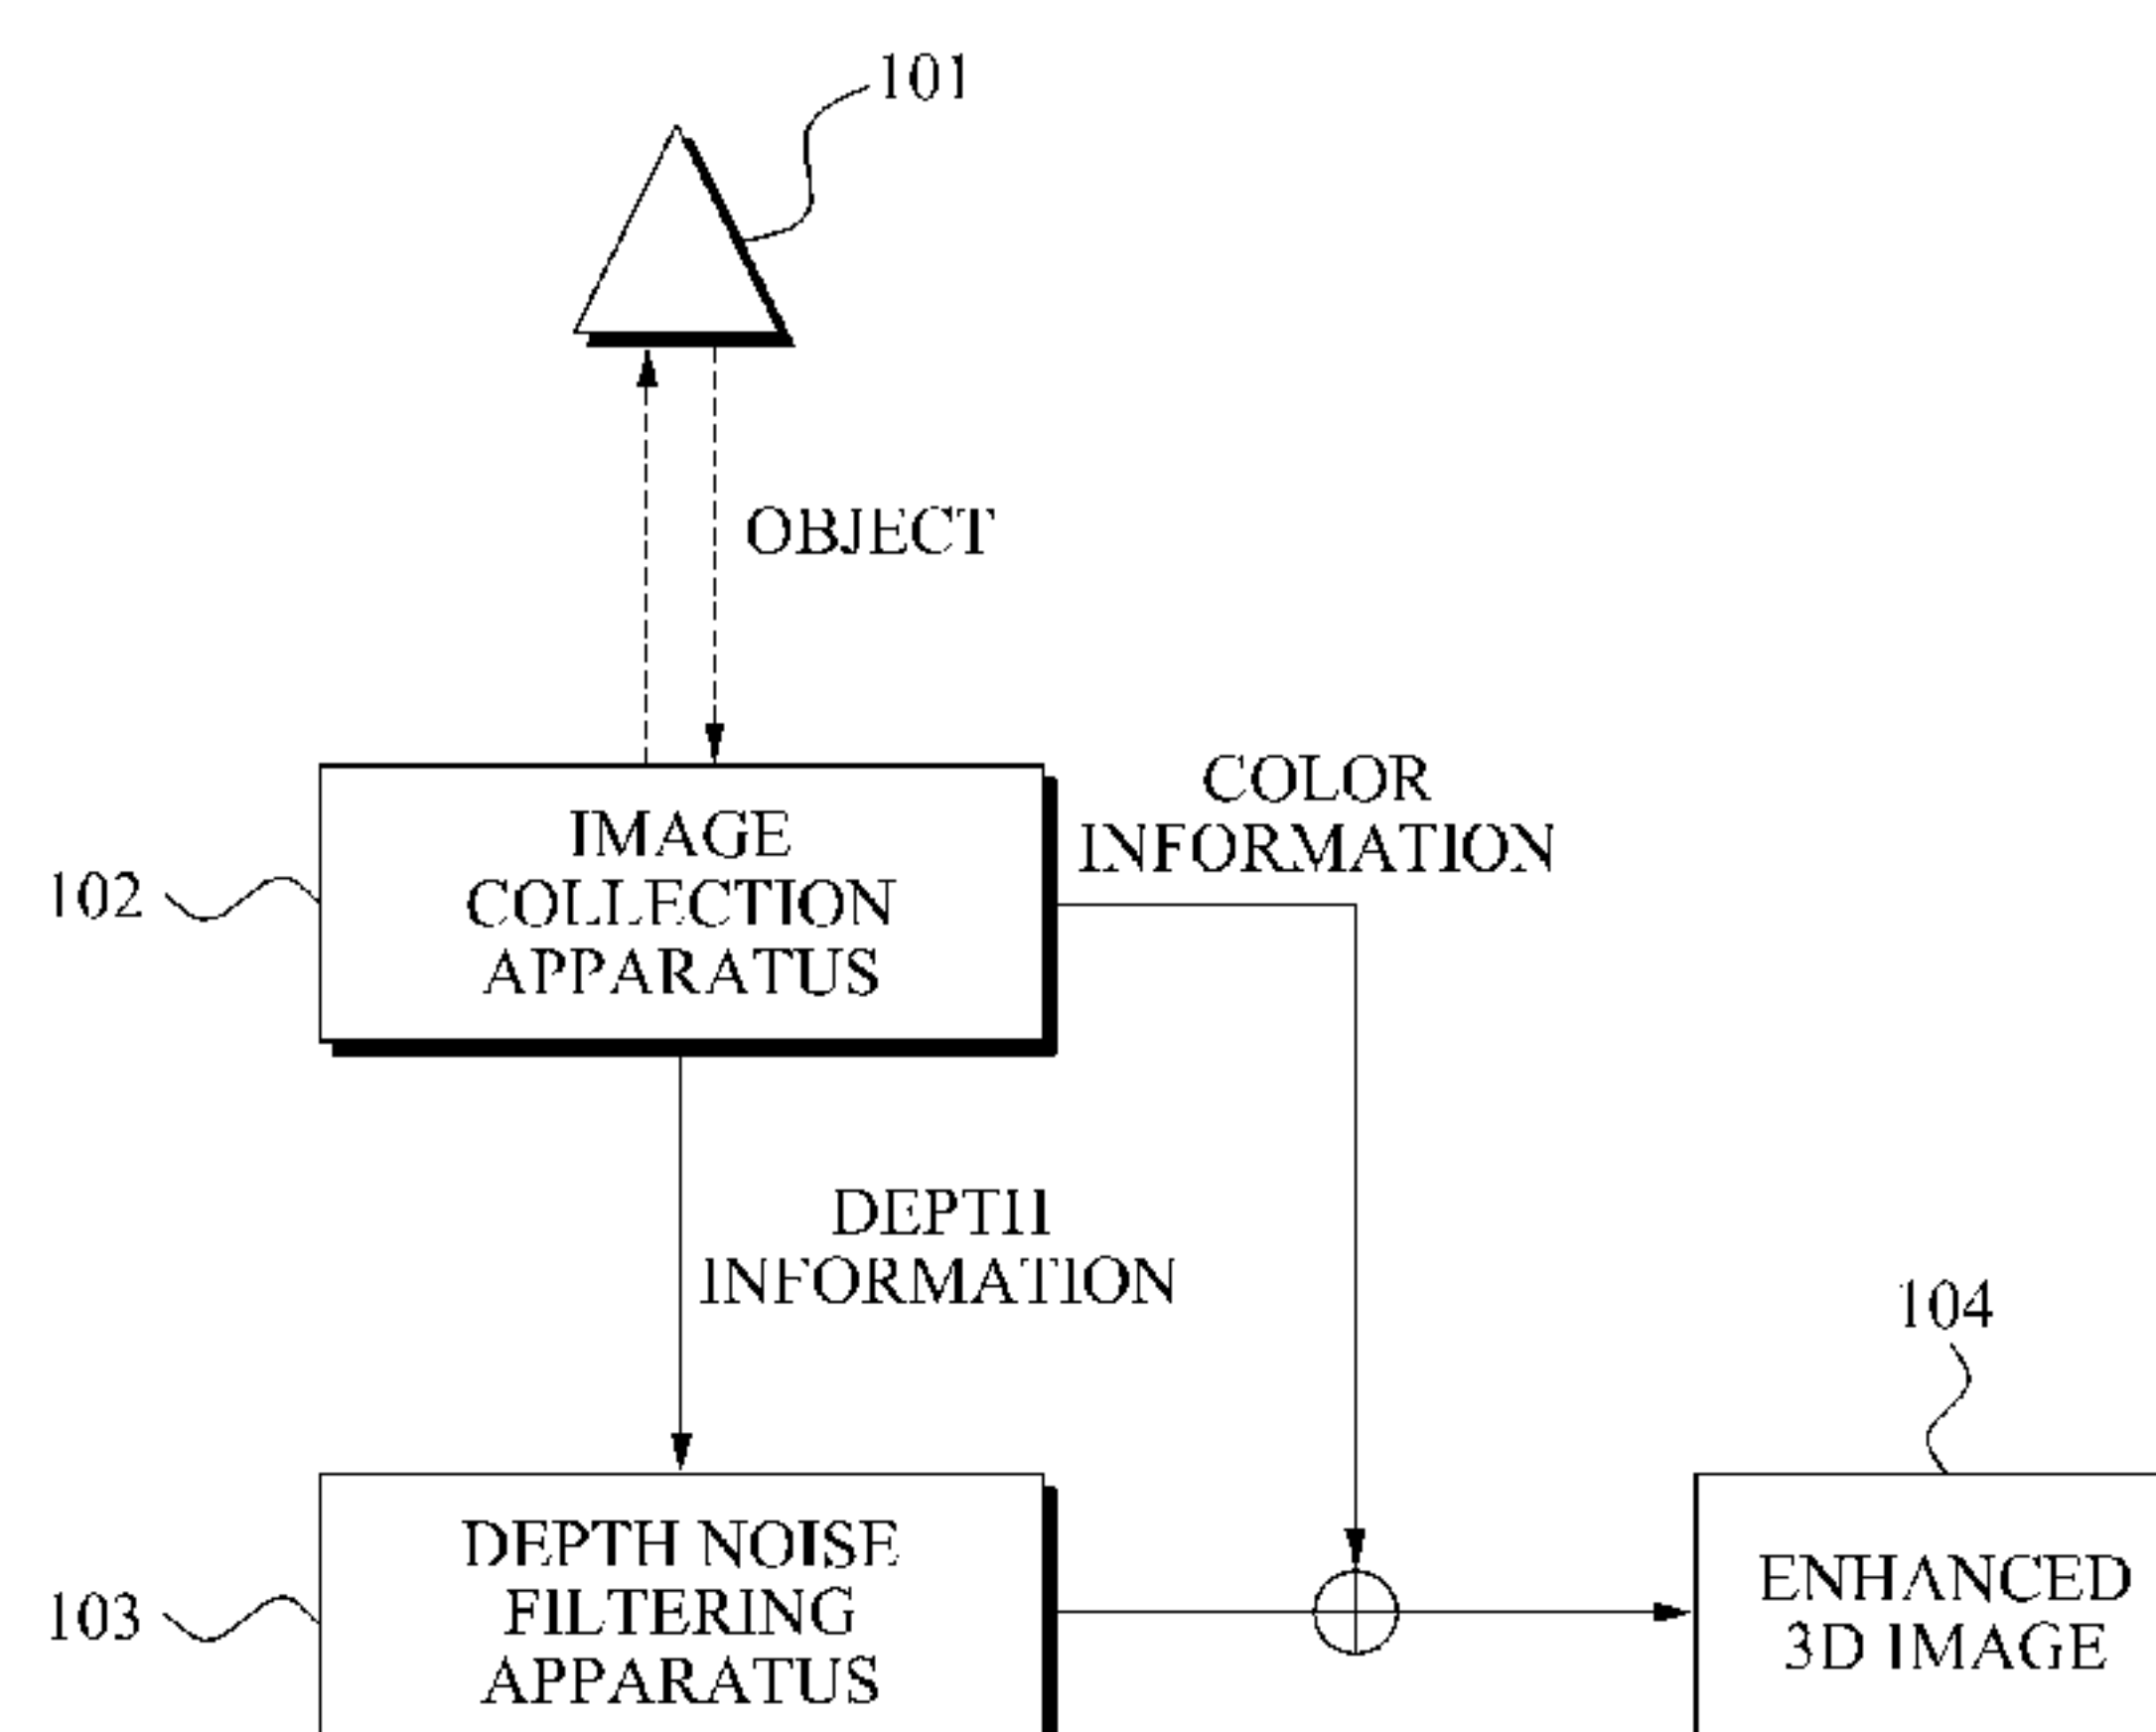 101
OBJECT
COLOR
INFORMATION
102
IMAGE
COLLECTION
APPARATUS
DEPTH
INFORMATION
104
103
DEPTH NOISE
FILTERING
APPARATUS
ENHANCED
3D IMAGE